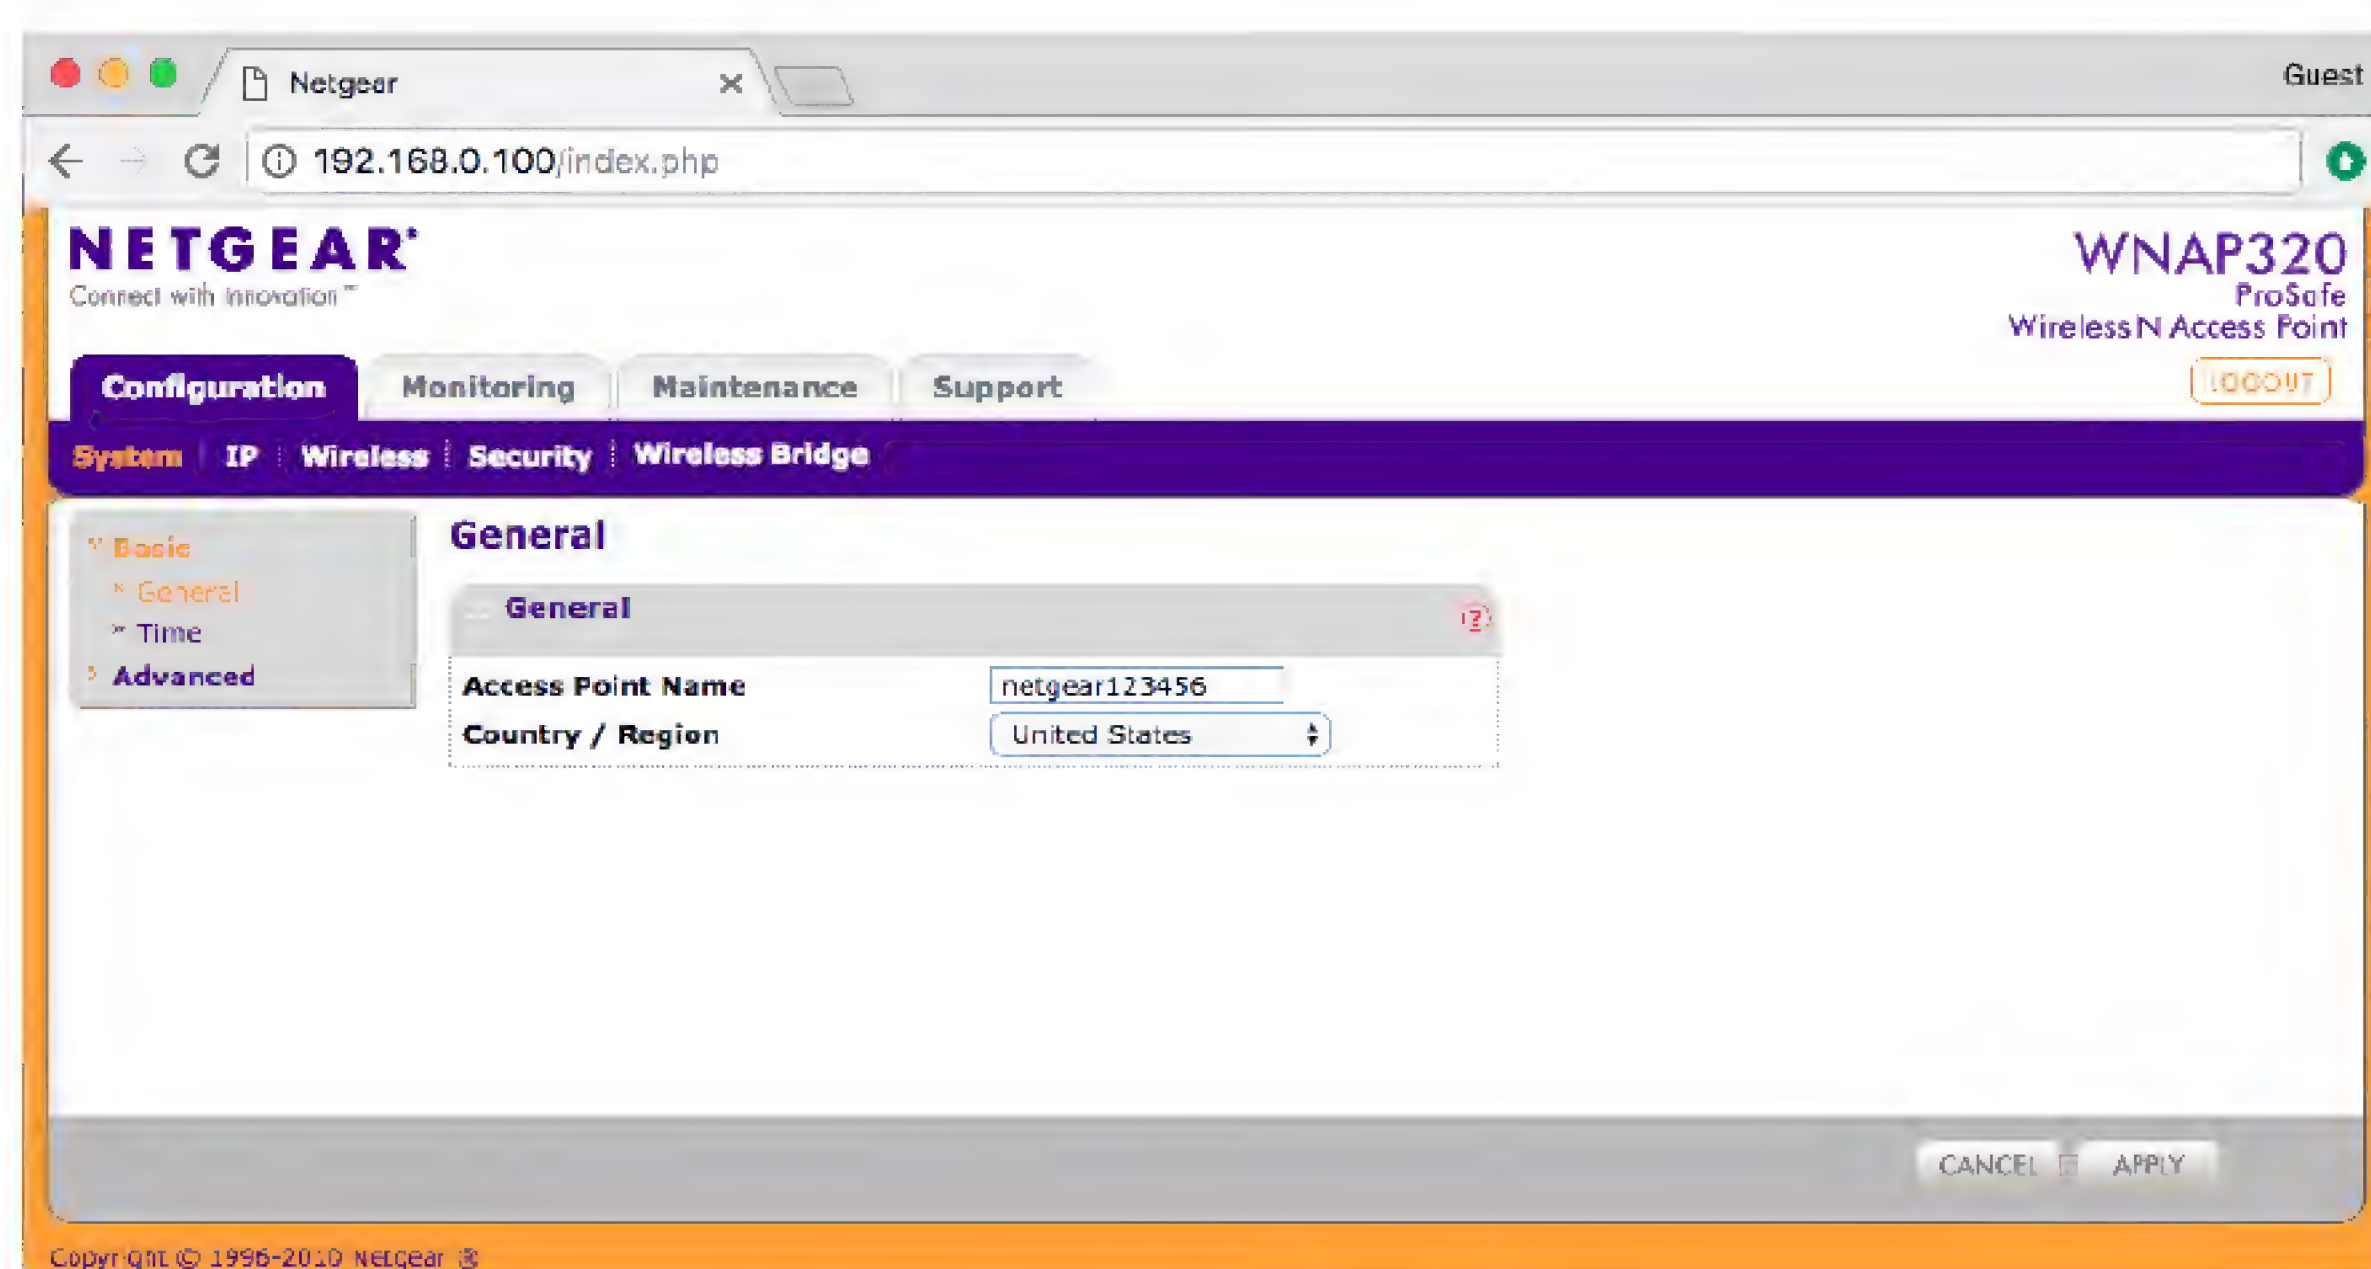 Netgear
Guest
192.168.0.100/index.php
NETGEAR®
Connect with Innovation™
WNAP320
ProSafe
Wireless N Access Point
Configuration Monitoring Maintenance Support
LOGOUT
System IP Wireless Security Wireless Bridge
Basic
General
Time
Advanced
General
General
Access Point Name netgear123456
Country / Region United States
CANCEL APPLY
Copyright © 1996-2010 Netgear ®